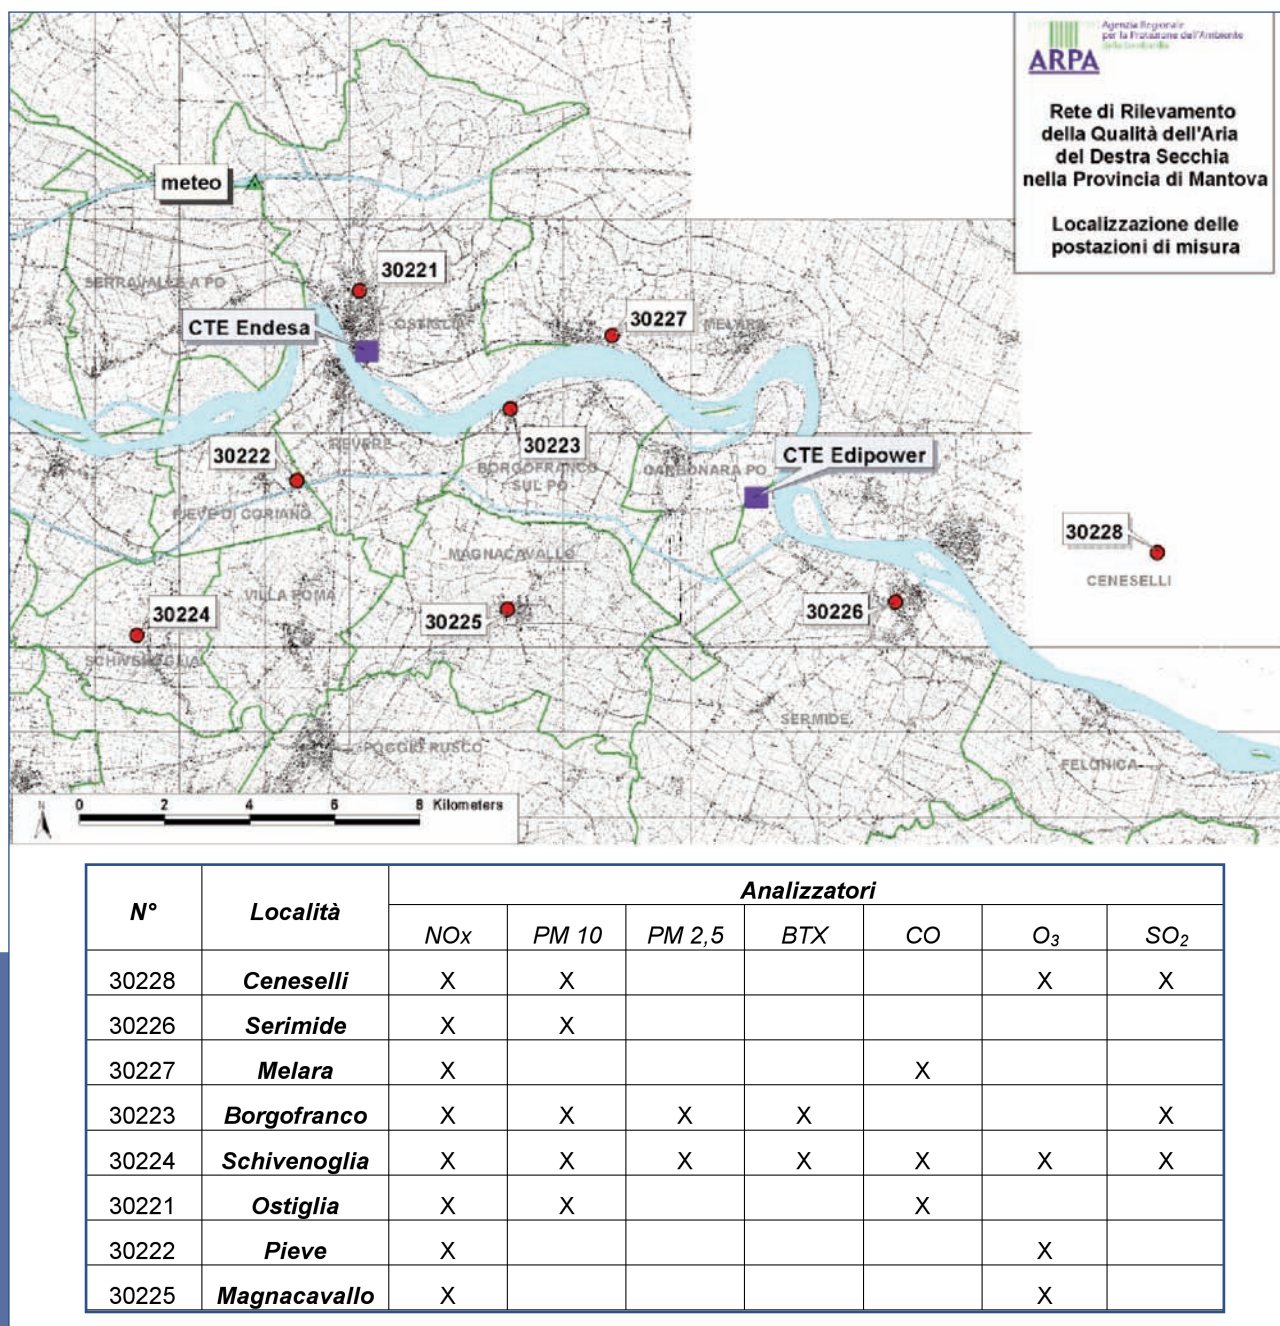 ARPA
Agenzia Regionale
per la Protezione dell'Ambiente
della Lombardia
Rete di Rilevamento
della Qualità dell'Aria
del Destra Secchia
nella Provincia di Mantova
Localizzazione delle
postazioni di misura
meteo
30221
SERRAVALLE A PO
CTE Endesa
OSTIGLIA
30227
MELARA
30222
REVERE
30223
BORGOFRANCO
SUL PO
CARBONARA PO
CTE Edipower
PIEVE DI CORIANO
30228
CENESELLI
MAGNACAVALLO
VILLA POMA
30224
30225
30226
SCHIVENOGLIA
SERMIDE
POGGIO RUSCO
FELONICA
N
0 2 4 6 8 Kilometers
N° Località Analizzatori
NOx PM 10 PM 2,5 BTX CO O₃ SO₂
30228 Ceneselli X X X X
30226 Serimide X X
30227 Melara X X
30223 Borgofranco X X X X X
30224 Schivenoglia X X X X X X X
30221 Ostiglia X X X
30222 Pieve X X
30225 Magnacavallo X X